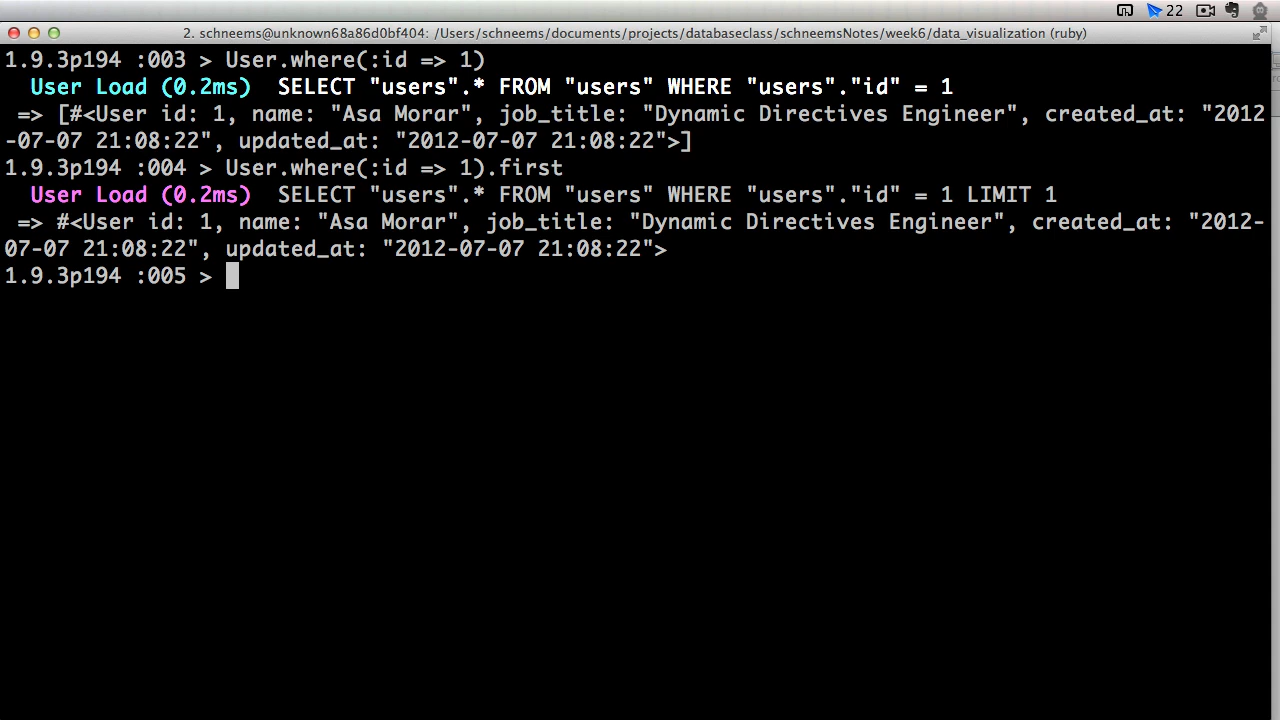 22
2. schneems@unknown68a86d0bf404: /Users/schneems/documents/projects/databaseclass/schneemsNotes/week6/data_visualization (ruby)
1.9.3p194 :003 > User.where(:id => 1)
User Load (0.2ms)  SELECT "users".* FROM "users" WHERE "users"."id" = 1
=> [#<User id: 1, name: "Asa Morar", job_title: "Dynamic Directives Engineer", created_at: "2012
-07-07 21:08:22", updated_at: "2012-07-07 21:08:22">]
1.9.3p194 :004 > User.where(:id => 1).first
User Load (0.2ms)  SELECT "users".* FROM "users" WHERE "users"."id" = 1 LIMIT 1
=> #<User id: 1, name: "Asa Morar", job_title: "Dynamic Directives Engineer", created_at: "2012-
07-07 21:08:22", updated_at: "2012-07-07 21:08:22">
1.9.3p194 :005 >